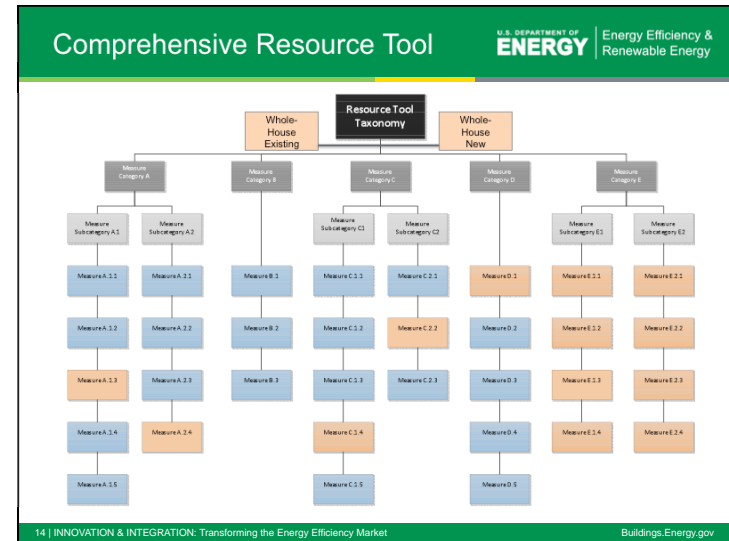 Comprehensive Resource Tool
U.S. DEPARTMENT OF
ENERGY
Energy Efficiency &
Renewable Energy
Resource Tool
Taxonomy
Whole-
House
Existing
Whole-
House
New
Measure
Category A
Measure
Category B
Measure
Category C
Measure
Category D
Measure
Category E
Measure
Subcategory A.1
Measure
Subcategory A.2
Measure
Subcategory C1
Measure
Subcategory C2
Measure
Subcategory E1
Measure
Subcategory E2
Measure A.1.1
Measure A.2.1
Measure B.1
Measure C.1.1
Measure C.2.1
Measure D.1
Measure E.1.1
Measure E.2.1
Measure A.1.2
Measure A.2.2
Measure B.2
Measure C.1.2
Measure C.2.2
Measure D.2
Measure E.1.2
Measure E.2.2
Measure A.1.3
Measure A.2.3
Measure B.3
Measure C.1.3
Measure C.2.3
Measure D.3
Measure E.1.3
Measure E.2.3
Measure A.1.4
Measure A.2.4
Measure C.1.4
Measure D.4
Measure E.1.4
Measure E.2.4
Measure A.1.5
Measure C.1.5
Measure D.5
14 | INNOVATION & INTEGRATION: Transforming the Energy Efficiency Market
Buildings.Energy.gov